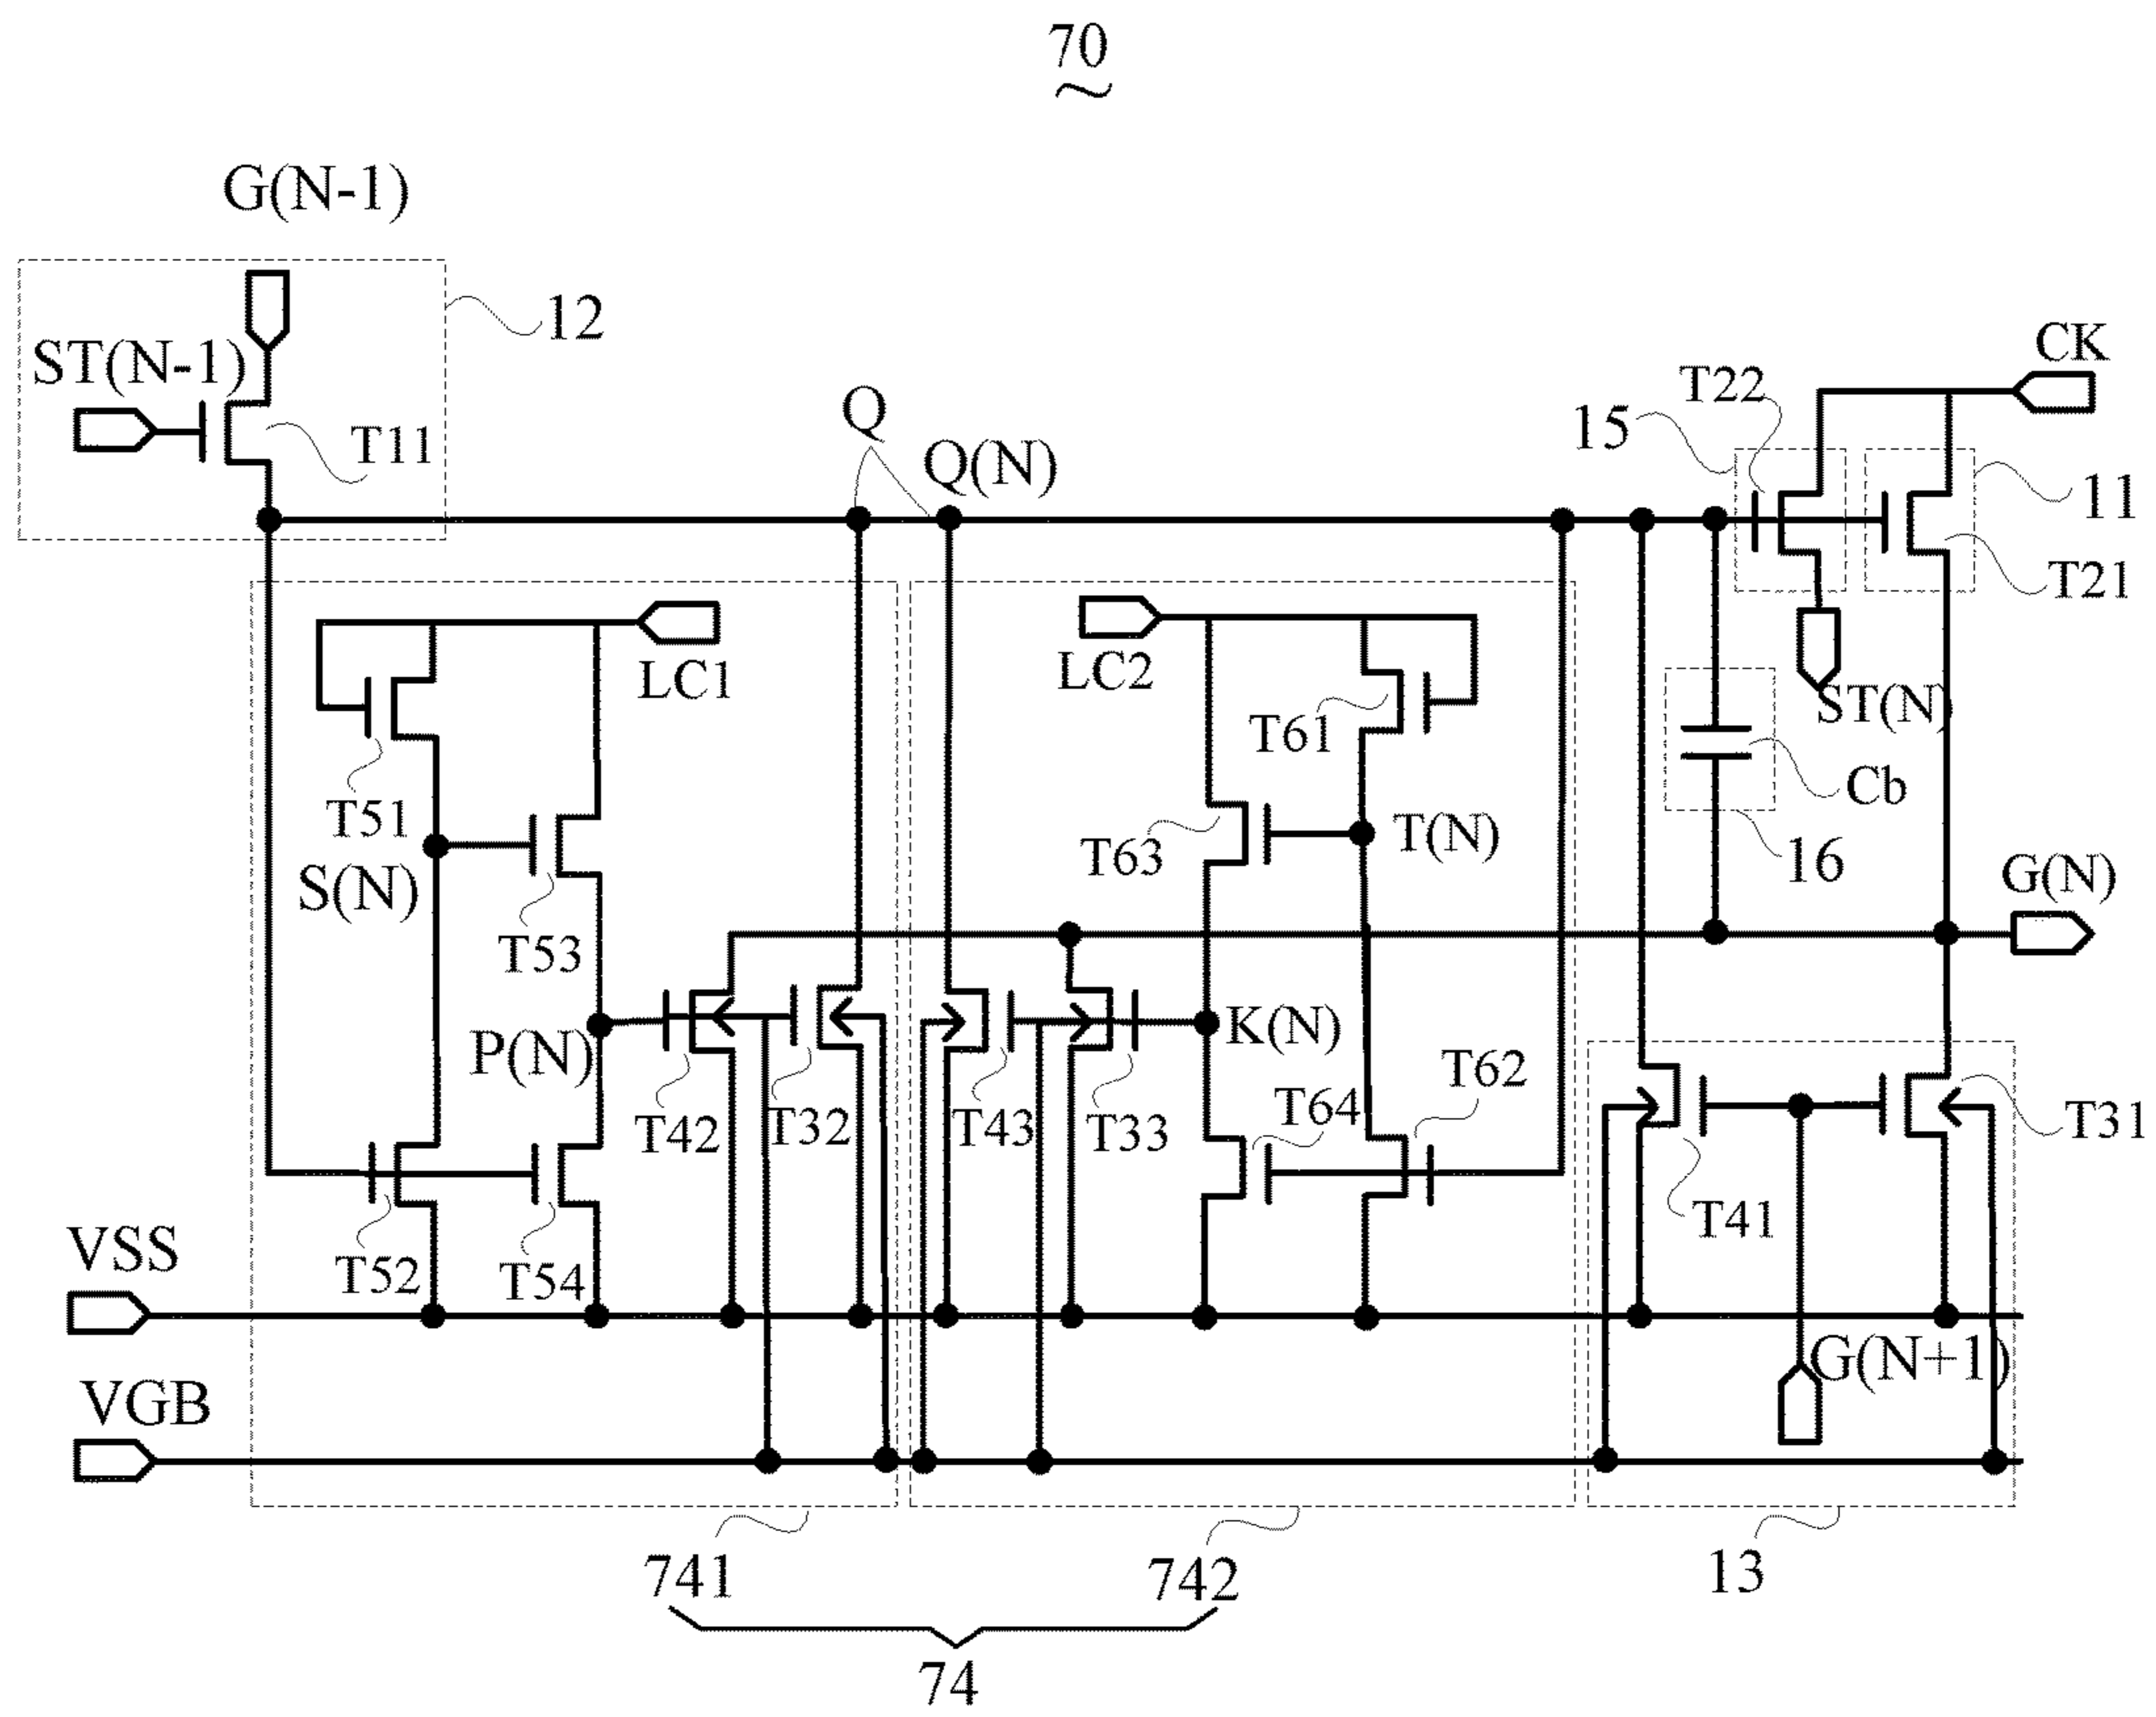 70
G(N-1)
12
ST(N-1)
CK
T22
Q
15
T11
Q(N)
11
T21
LC1
LC2
ST(N)
T61
Cb
T51
T63
T(N)
16
S(N)
G(N)
T53
P(N)
K(N)
T42
T32
T43
T33
T64
T62
T31
T41
VSS
T52
T54
G(N+1)
VGB
741
742
13
74